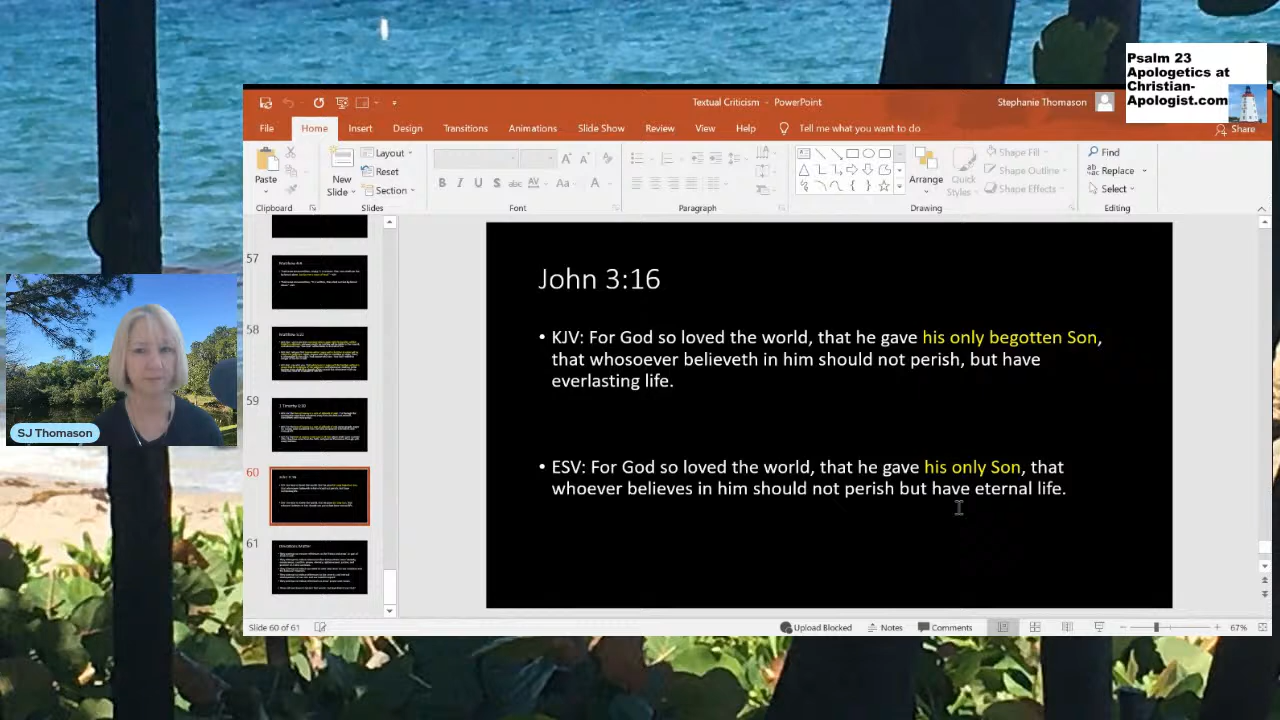 Psalm 23
Apologetics at
Christian-
Apologist.com
Textual Criticism - PowerPoint
Stephanie Thomason
File
Home
Insert
Design
Transitions
Animations
Slide Show
Review
View
Help
Tell me what you want to do
Share
Paste
New
Slide
Layout
Reset
Section
B I U S abc AV Aa A
Arrange
Quick
Styles
Shape Fill
Shape Outline
Shape Effects
Find
Replace
Select
Clipboard
Slides
Font
Paragraph
Drawing
Editing
57
58
59
60
61
John 3:16
• KJV: For God so loved the world, that he gave his only begotten Son,
that whosoever believeth in him should not perish, but have
everlasting life.
• ESV: For God so loved the world, that he gave his only Son, that
whoever believes in him should not perish but have eternal life.
SJ Thomason
Slide 60 of 61
Upload Blocked
Notes
Comments
67%